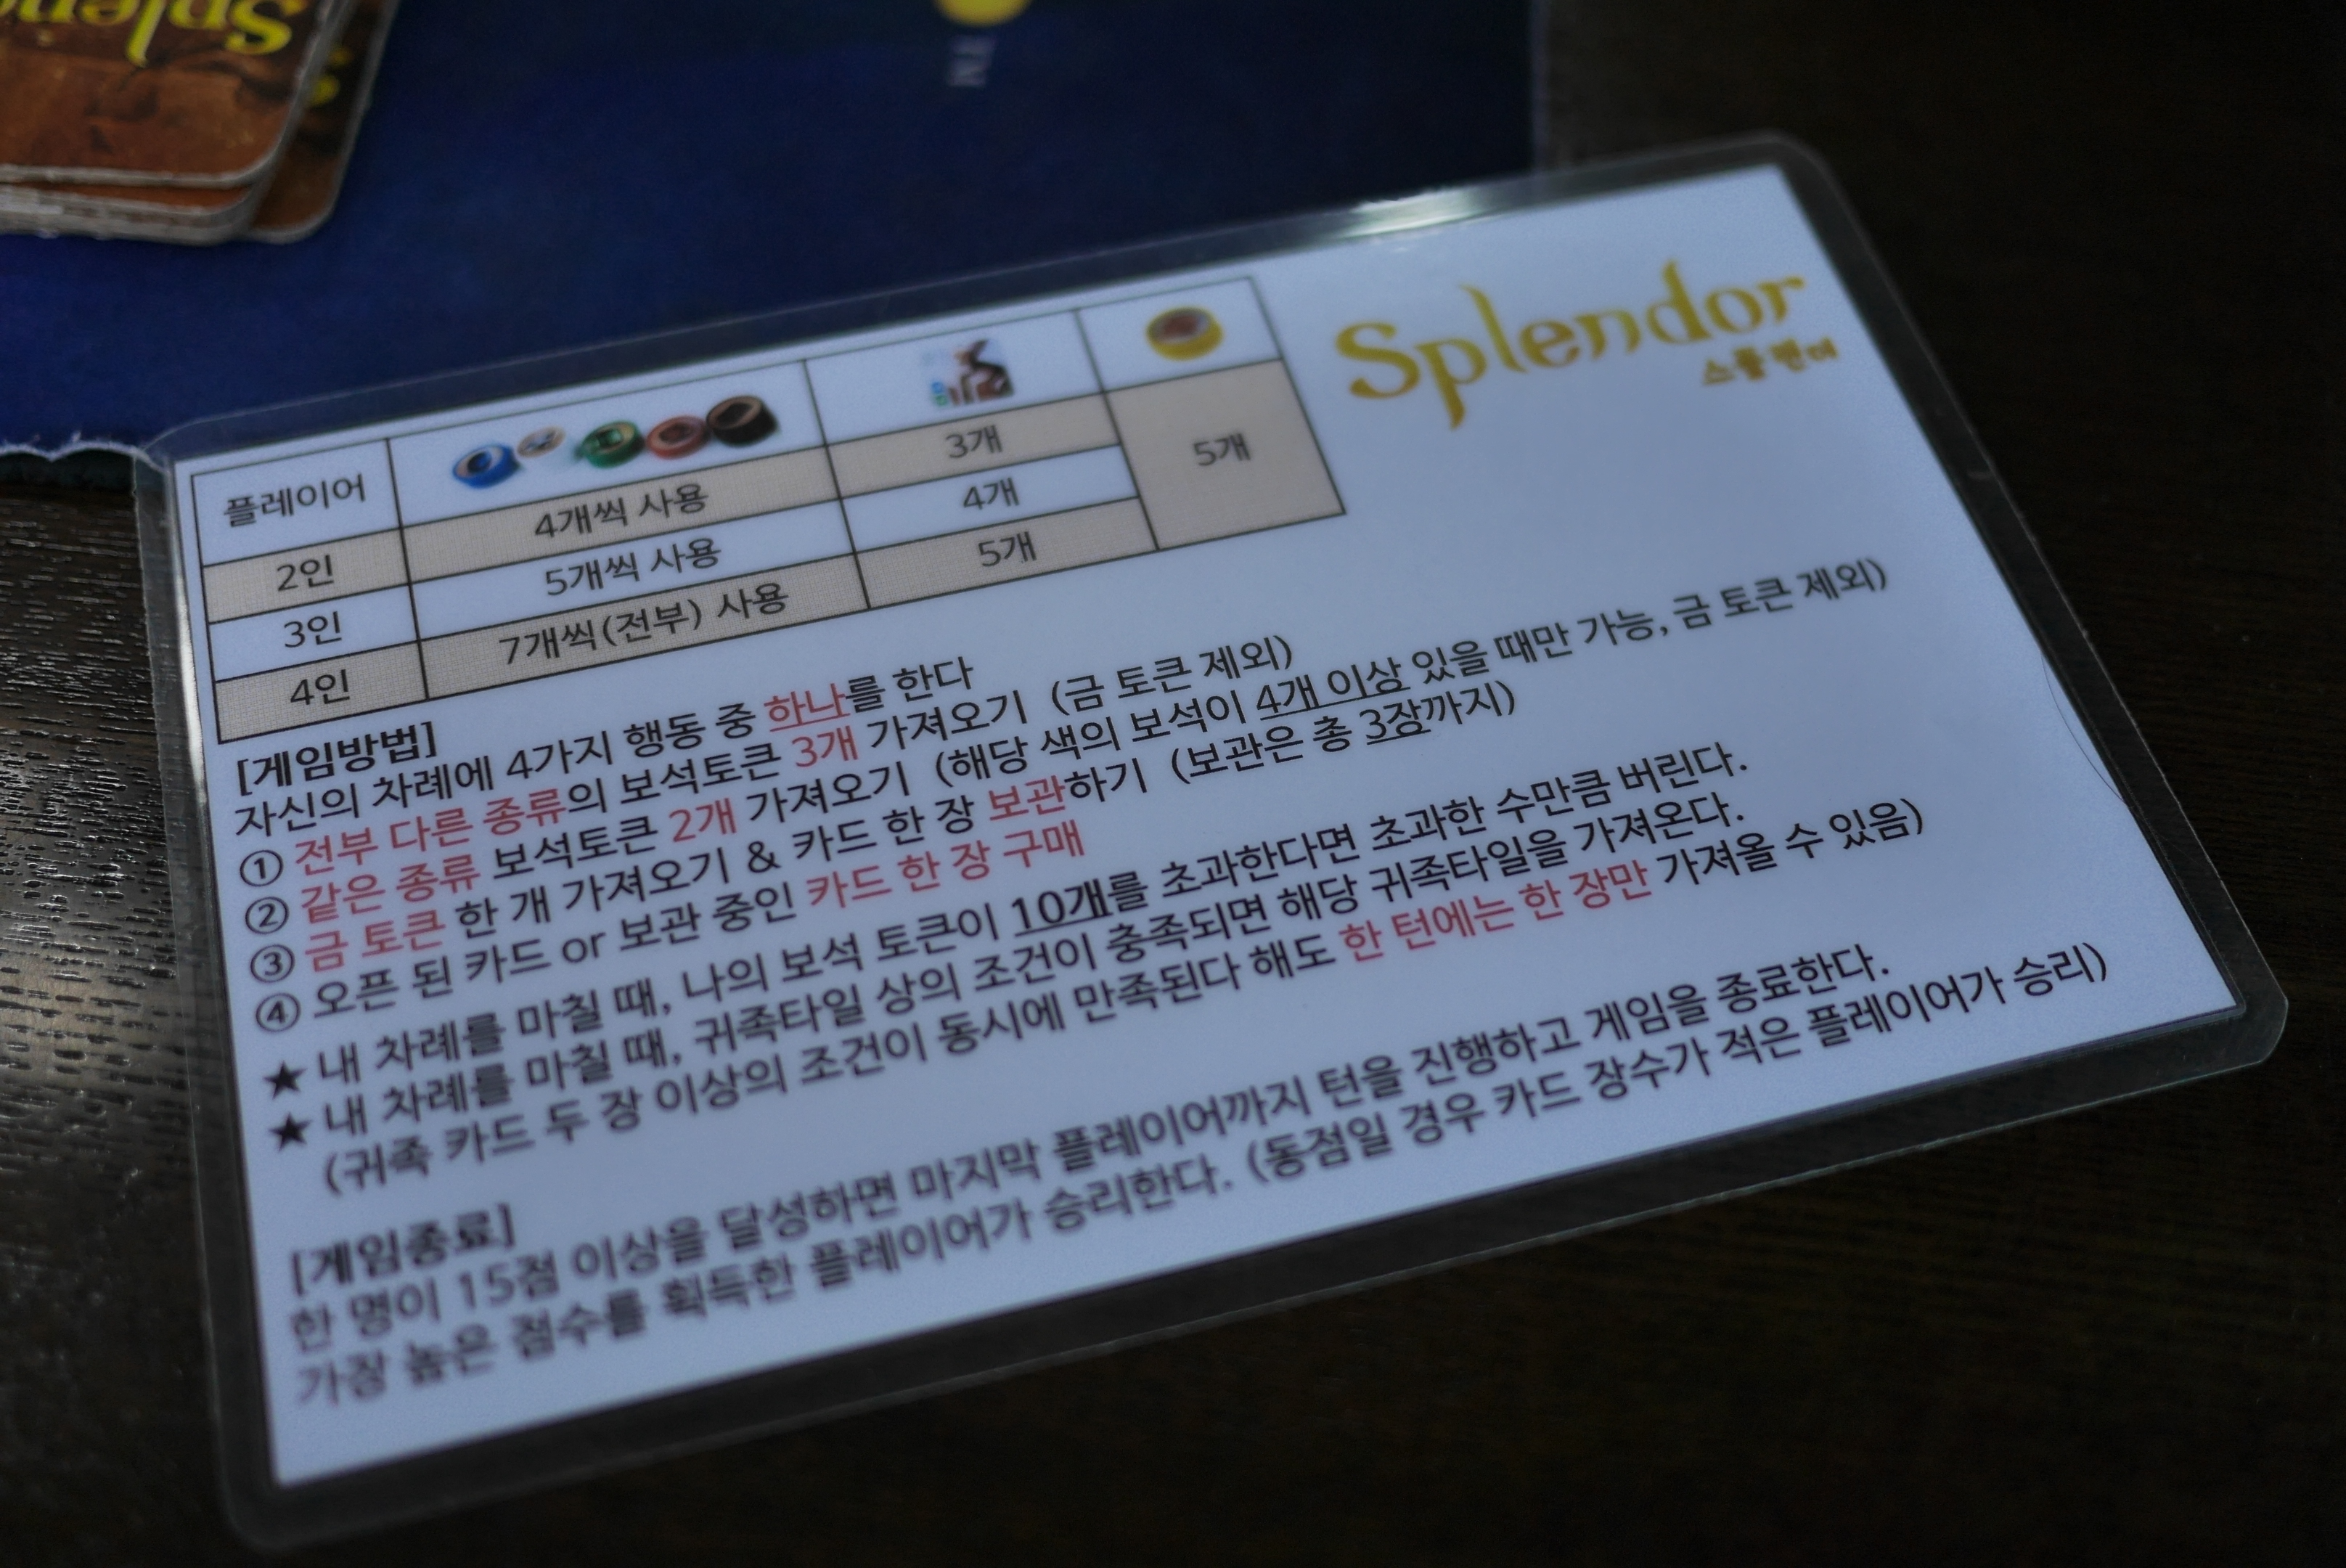 Splen
Splendor
스플렌더
플레이어
2인 4개씩 사용 3개 5개
3인 5개씩 사용 4개
4인 7개씩(전부) 사용 5개
[게임방법]
자신의 차례에 4가지 행동 중 하나를 한다
① 전부 다른 종류의 보석토큰 3개 가져오기 (금 토큰 제외)
② 같은 종류 보석토큰 2개 가져오기 (해당 색의 보석이 4개 이상 있을 때만 가능, 금 토큰 제외)
③ 금 토큰 한 개 가져오기 & 카드 한 장 보관하기 (보관은 총 3장까지)
④ 오픈 된 카드 or 보관 중인 카드 한 장 구매
★ 내 차례를 마칠 때, 나의 보석 토큰이 10개를 초과한다면 초과한 수만큼 버린다.
★ 내 차례를 마칠 때, 귀족타일 상의 조건이 충족되면 해당 귀족타일을 가져온다.
(귀족 카드 두 장 이상의 조건이 동시에 만족된다 해도 한 턴에는 한 장만 가져올 수 있음)
[게임종료]
한 명이 15점 이상을 달성하면 마지막 플레이어까지 턴을 진행하고 게임을 종료한다.
가장 높은 점수를 획득한 플레이어가 승리한다. (동점일 경우 카드 장수가 적은 플레이어가 승리)